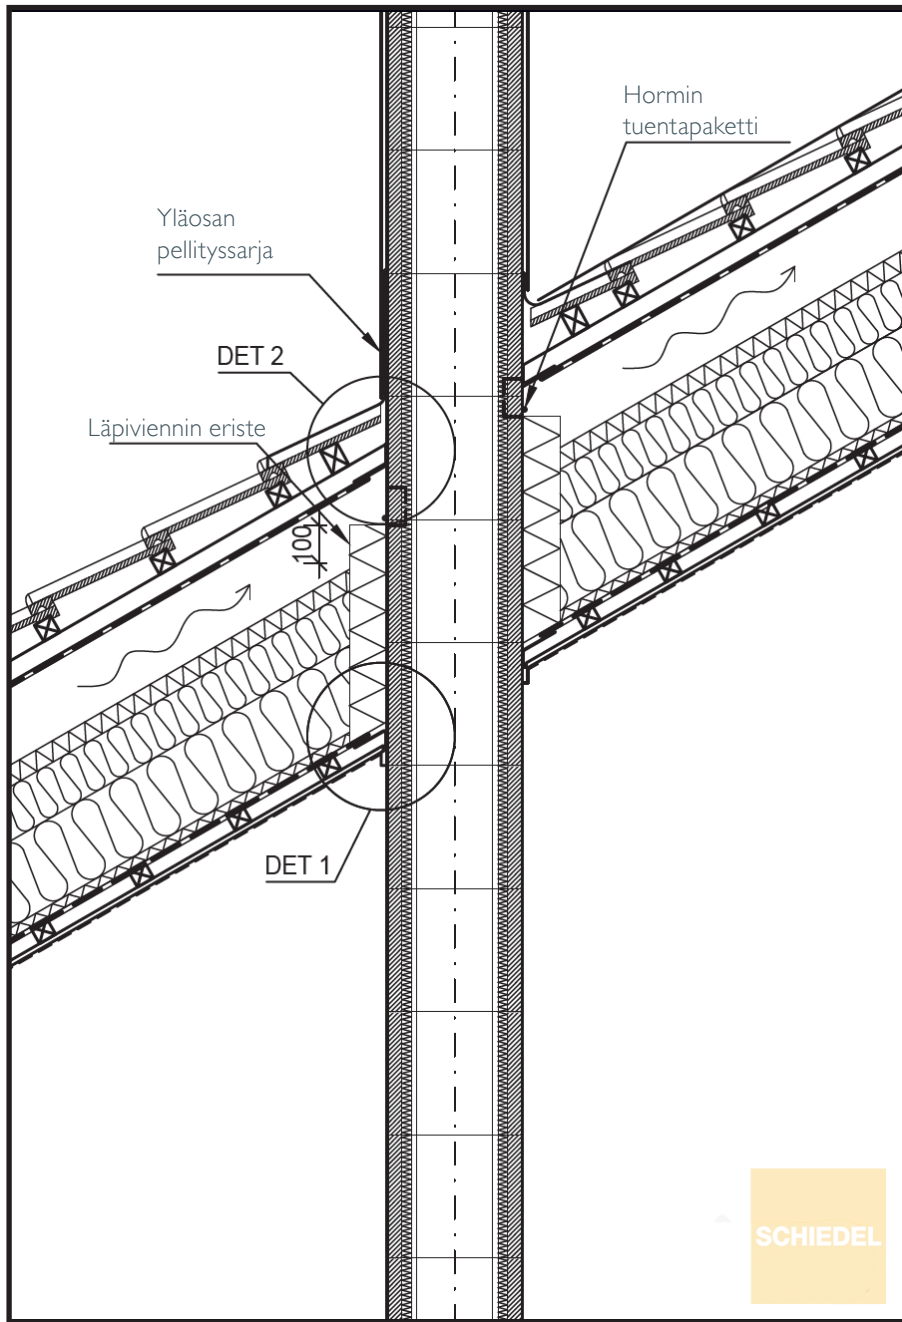 Hormin
tuentapaketti
Yläosan
pellityssarja
DET 2
Läpiviennin eriste
100
DET 1
SCHIEDEL